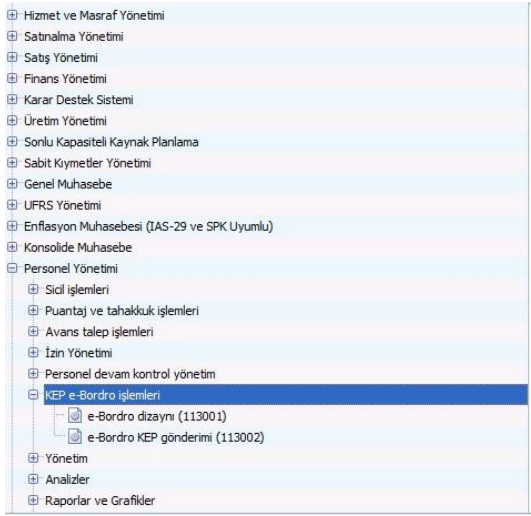 Hizmet ve Masraf Yönetimi
Satınalma Yönetimi
Satış Yönetimi
Finans Yönetimi
Karar Destek Sistemi
Üretim Yönetimi
Sonlu Kapasiteli Kaynak Planlama
Sabit Kıymetler Yönetimi
Genel Muhasebe
UFRS Yönetimi
Enflasyon Muhasebesi (IAS-29 ve SPK Uyumlu)
Konsolide Muhasebe
Personel Yönetimi
Sicil işlemleri
Puantaj ve tahakkuk işlemleri
Avans talep işlemleri
İzin Yönetimi
Personel devam kontrol yönetim
KEP e-Bordro işlemleri
e-Bordro dizaynı (113001)
e-Bordro KEP gönderimi (113002)
Yönetim
Analizler
Raporlar ve Grafikler